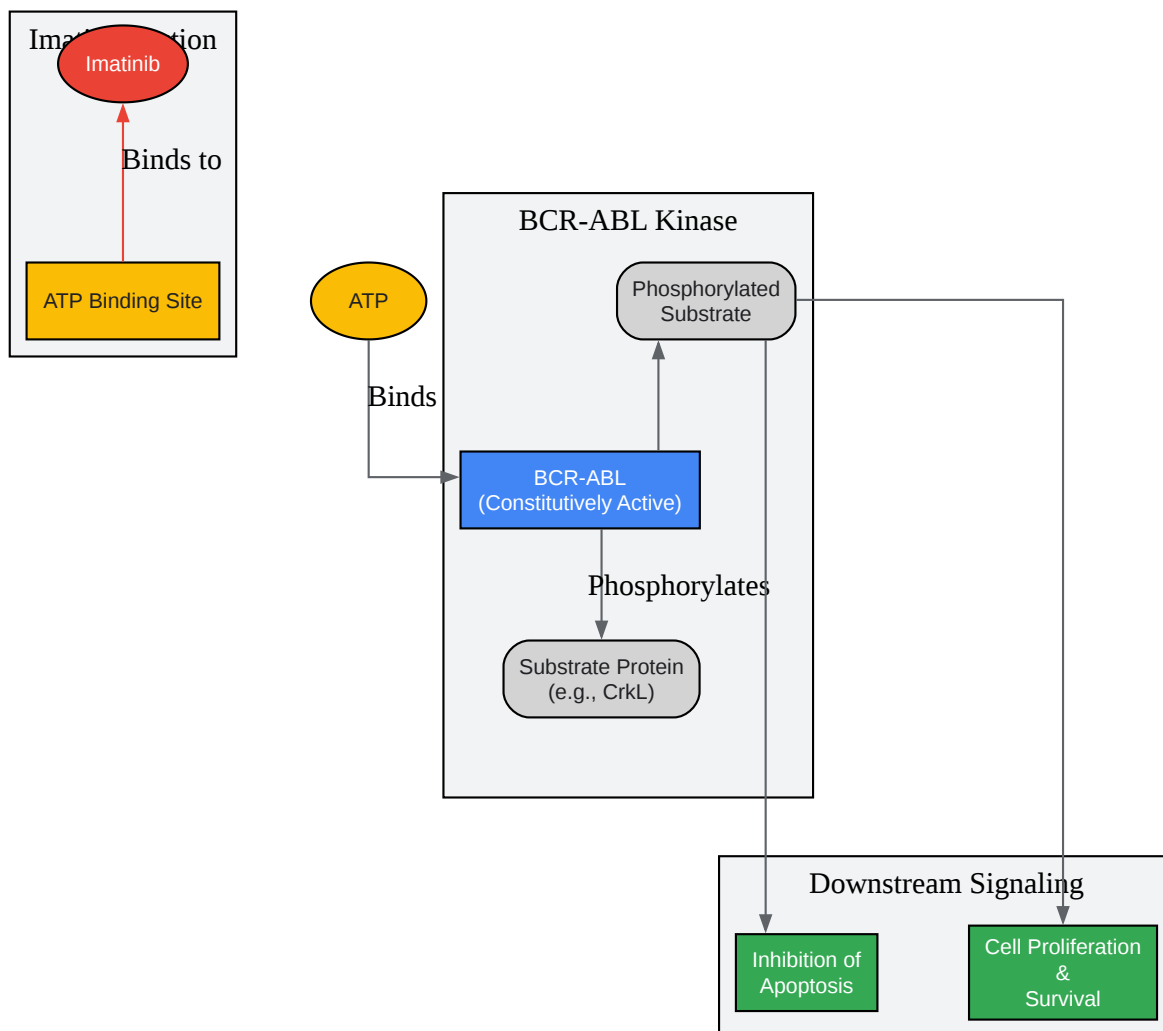 Imatinib
Binds to
ATP Binding Site
BCR-ABL Kinase
Phosphorylated
Substrate
ATP
Binds
BCR-ABL
(Constitutively Active)
Phosphorylates
Substrate Protein
(e.g., CrkL)
Downstream Signaling
Inhibition of
Apoptosis
Cell Proliferation
&
Survival